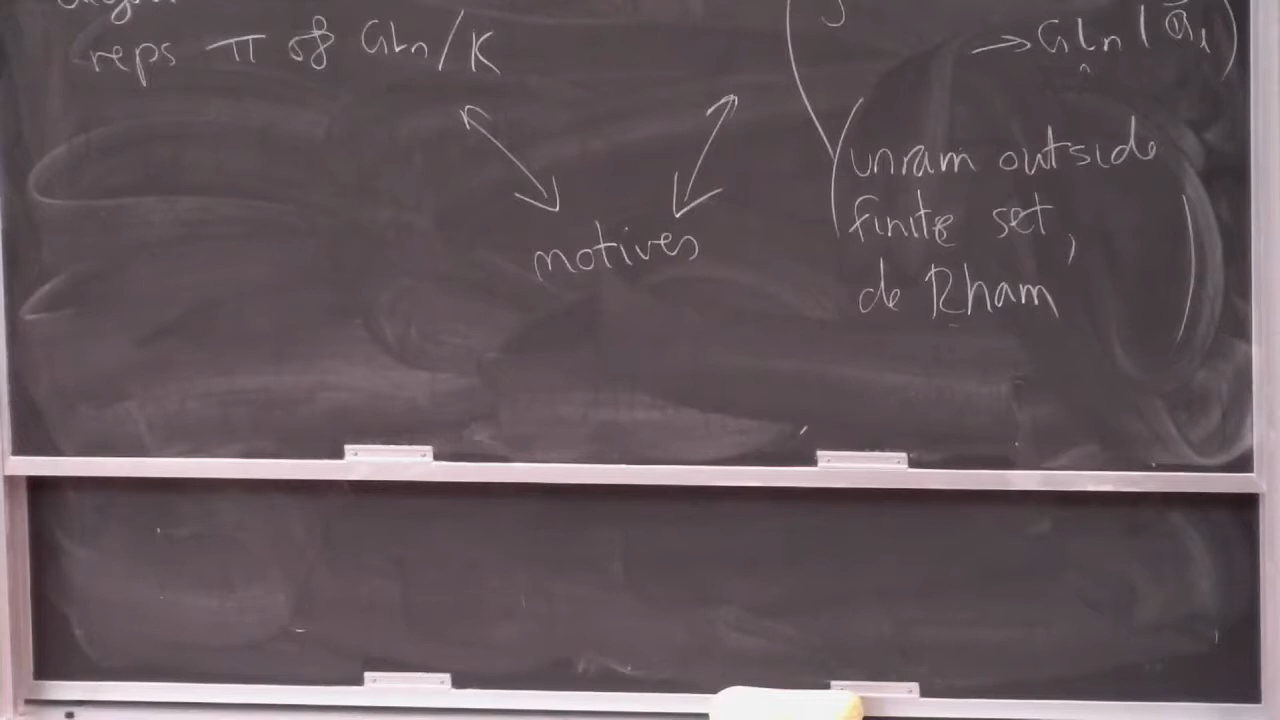 reps π of GLn/K
→ GLn(Q̄ℓ)
motives
(unram outside
finite set,
de Rham)